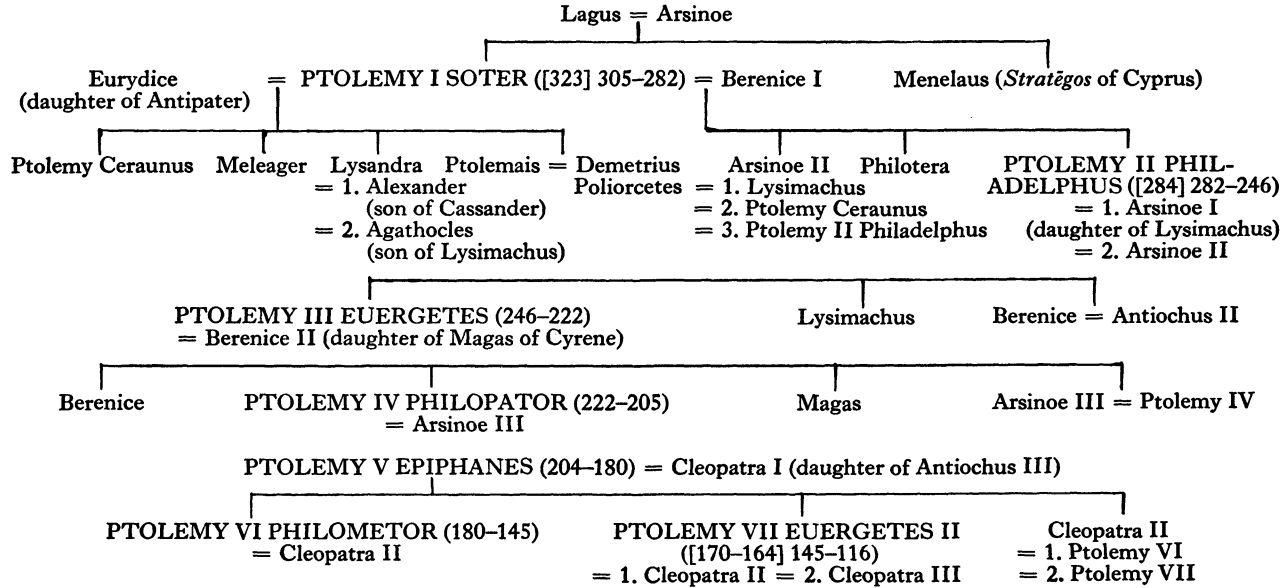 Lagus = Arsinoe
Eurydice = PTOLEMY I SOTER ([323] 305–282) = Berenice I Menelaus (Stratēgos of Cyprus)
(daughter of Antipater)
Ptolemy Ceraunus Meleager Lysandra Ptolemais = Demetrius Arsinoe II Philotera PTOLEMY II PHIL-
= 1. Alexander Poliorcetes = 1. Lysimachus ADELPHUS ([284] 282–246)
(son of Cassander) = 2. Ptolemy Ceraunus = 1. Arsinoe I
= 2. Agathocles = 3. Ptolemy II Philadelphus (daughter of Lysimachus)
(son of Lysimachus) = 2. Arsinoe II
PTOLEMY III EUERGETES (246–222) Lysimachus Berenice = Antiochus II
= Berenice II (daughter of Magas of Cyrene)
Berenice PTOLEMY IV PHILOPATOR (222–205) Magas Arsinoe III = Ptolemy IV
= Arsinoe III
PTOLEMY V EPIPHANES (204–180) = Cleopatra I (daughter of Antiochus III)
PTOLEMY VI PHILOMETOR (180–145) PTOLEMY VII EUERGETES II Cleopatra II
= Cleopatra II ([170–164] 145–116) = 1. Ptolemy VI
= 1. Cleopatra II = 2. Cleopatra III = 2. Ptolemy VII